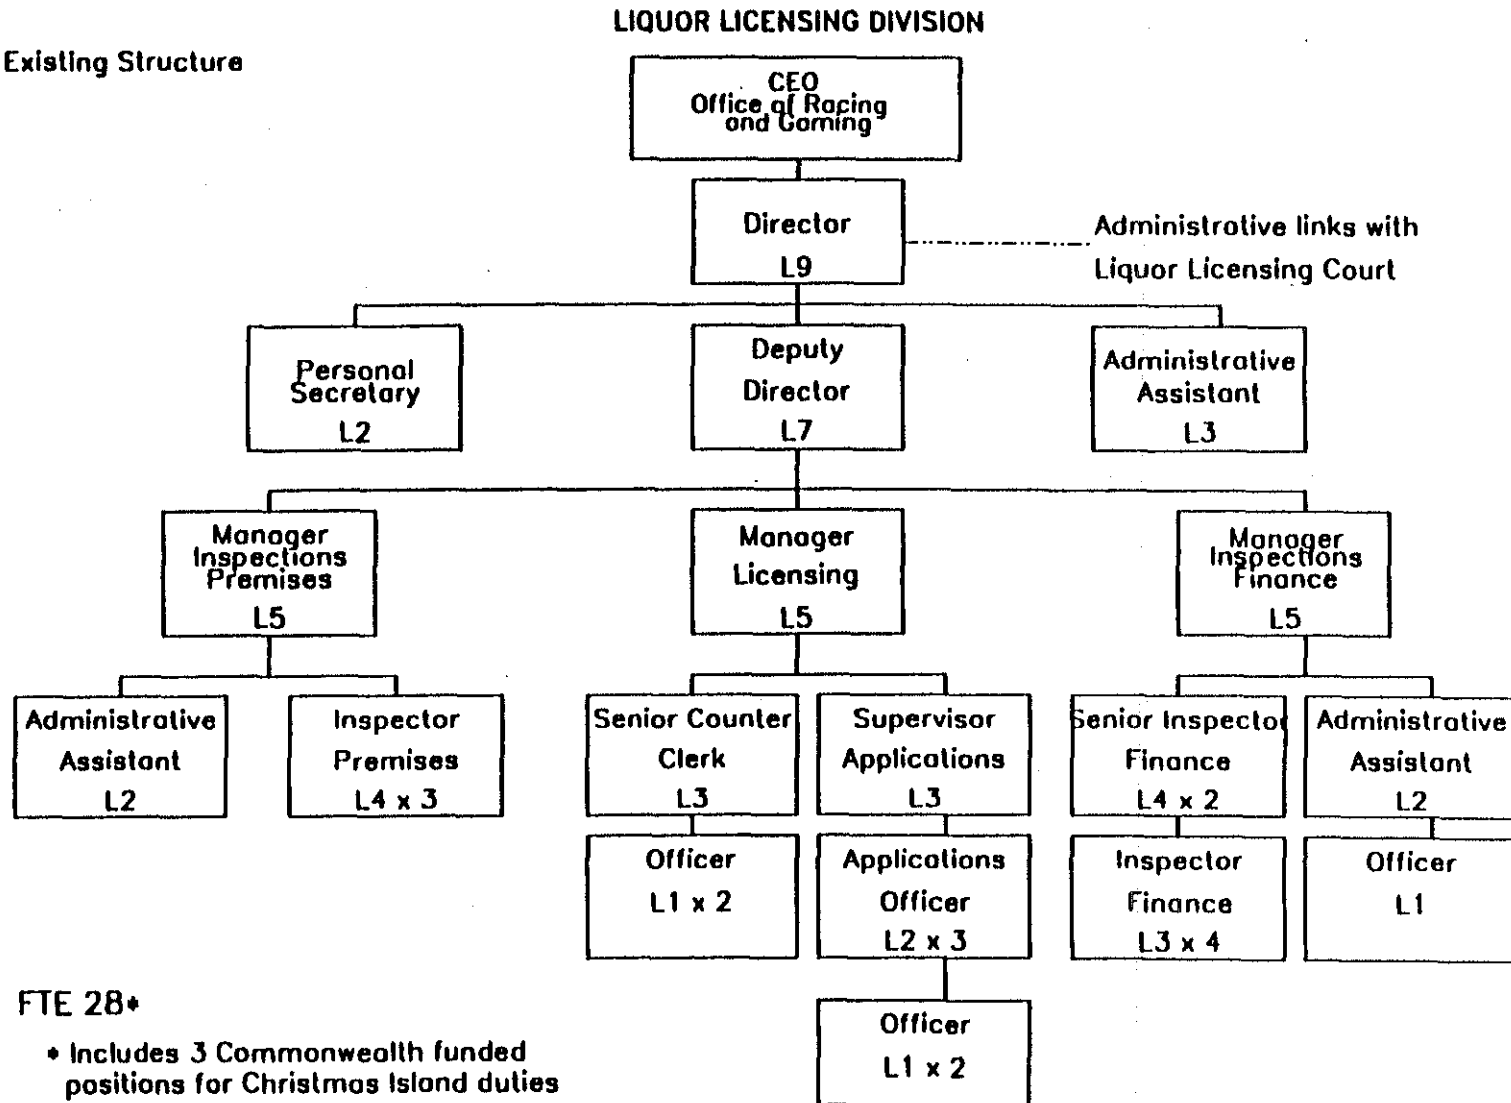 LIQUOR LICENSING DIVISION
Existing Structure
CEO
Office of Racing
and Gaming
Director
L9
Administrative links with
Liquor Licensing Court
Personal
Secretary
L2
Deputy
Director
L7
Administrative
Assistant
L3
Manager
Inspections
Premises
L5
Manager
Licensing
L5
Manager
Inspections
Finance
L5
Administrative
Assistant
L2
Inspector
Premises
L4 x 3
Senior Counter
Clerk
L3
Supervisor
Applications
L3
Senior Inspector
Finance
L4 x 2
Administrative
Assistant
L2
Officer
L1 x 2
Applications
Officer
L2 x 3
Inspector
Finance
L3 x 4
Officer
L1
Officer
L1 x 2
FTE 28*
* Includes 3 Commonwealth funded
positions for Christmas Island duties